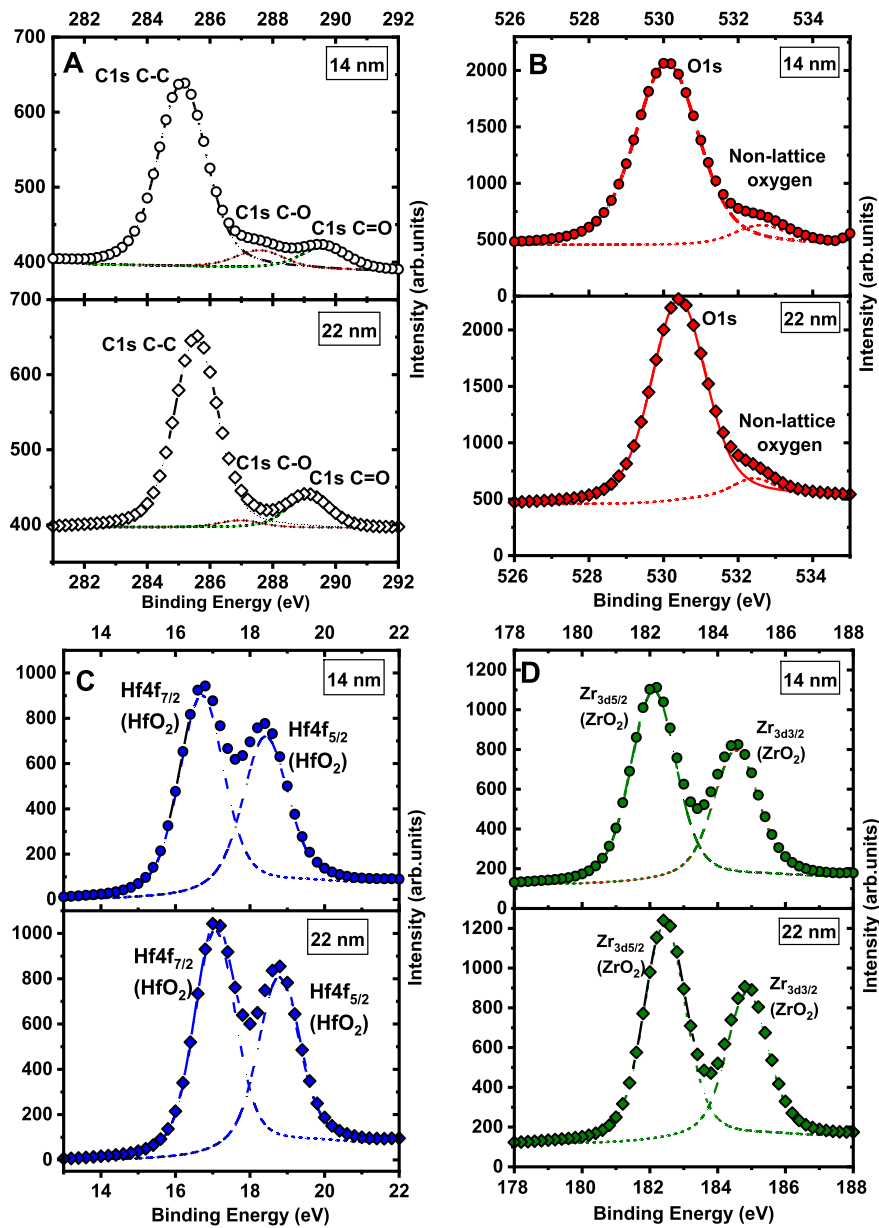 282 284 286 288 290 292
A
C1s C-C
14 nm
700
600
500
400
C1s C-O
C1s C=O
700
600
500
400
C1s C-C
22 nm
C1s C-O
C1s C=O
282 284 286 288 290 292
Binding Energy (eV)
Intensity (arb.units)
526 528 530 532 534
B
O1s
14 nm
2000
1500
1000
500
0
Non-lattice
oxygen
2000
1500
1000
500
0
O1s
22 nm
Non-lattice
oxygen
526 528 530 532 534
Binding Energy (eV)
Intensity (arb.units)
14 16 18 20 22
C
14 nm
1000
800
600
400
200
0
Hf4f7/2
(HfO2)
Hf4f5/2
(HfO2)
1000
800
600
400
200
0
22 nm
Hf4f7/2
(HfO2)
Hf4f5/2
(HfO2)
14 16 18 20 22
Binding Energy (eV)
Intensity (arb.units)
178 180 182 184 186 188
D
14 nm
1200
1000
800
600
400
200
0
Zr3d5/2
(ZrO2)
Zr3d3/2
(ZrO2)
1200
1000
800
600
400
200
0
22 nm
Zr3d5/2
(ZrO2)
Zr3d3/2
(ZrO2)
178 180 182 184 186 188
Binding Energy (eV)
Intensity (arb.units)